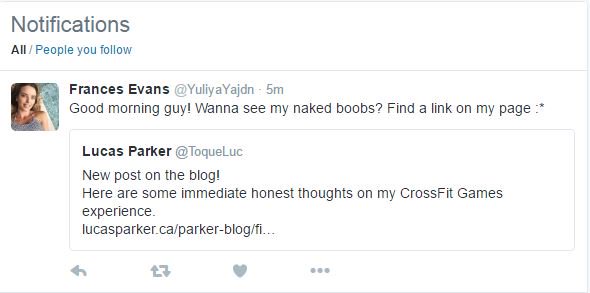 Notifications
All / People you follow
Frances Evans @YuliyaYajdn · 5m
Good morning guy! Wanna see my naked boobs? Find a link on my page :*
Lucas Parker @ToqueLuc
New post on the blog!
Here are some immediate honest thoughts on my CrossFit Games
experience.
lucasparker.ca/parker-blog/fi...